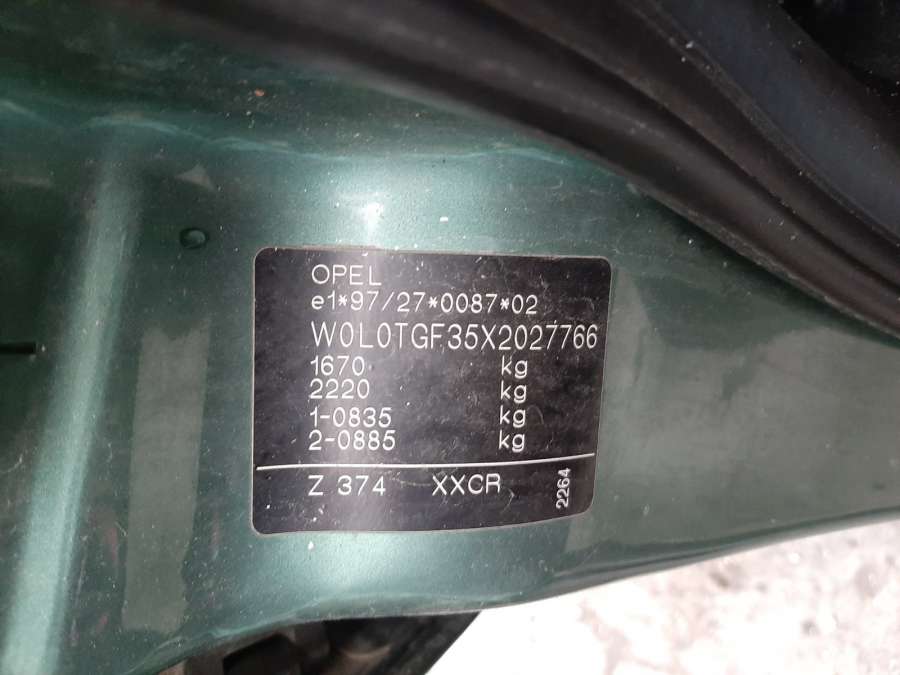 OPEL
e1*97/27*0087*02
W0L0TGF35X2027766
1670 kg
2220 kg
1-0835 kg
2-0885 kg
Z 374 XXCR
2264